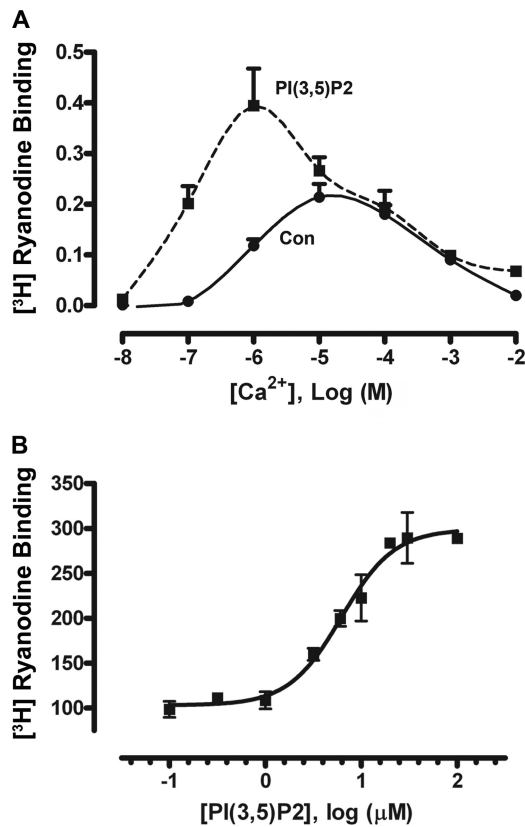 A
[³H] Ryanodine Binding
0.5
0.4
0.3
0.2
0.1
0.0
PI(3,5)P2
Con
-8 -7 -6 -5 -4 -3 -2
[Ca²⁺], Log (M)
B
[³H] Ryanodine Binding
350
300
250
200
150
100
-1 0 1 2
[PI(3,5)P2], log (μM)